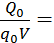 Q₀/(q₀V) =